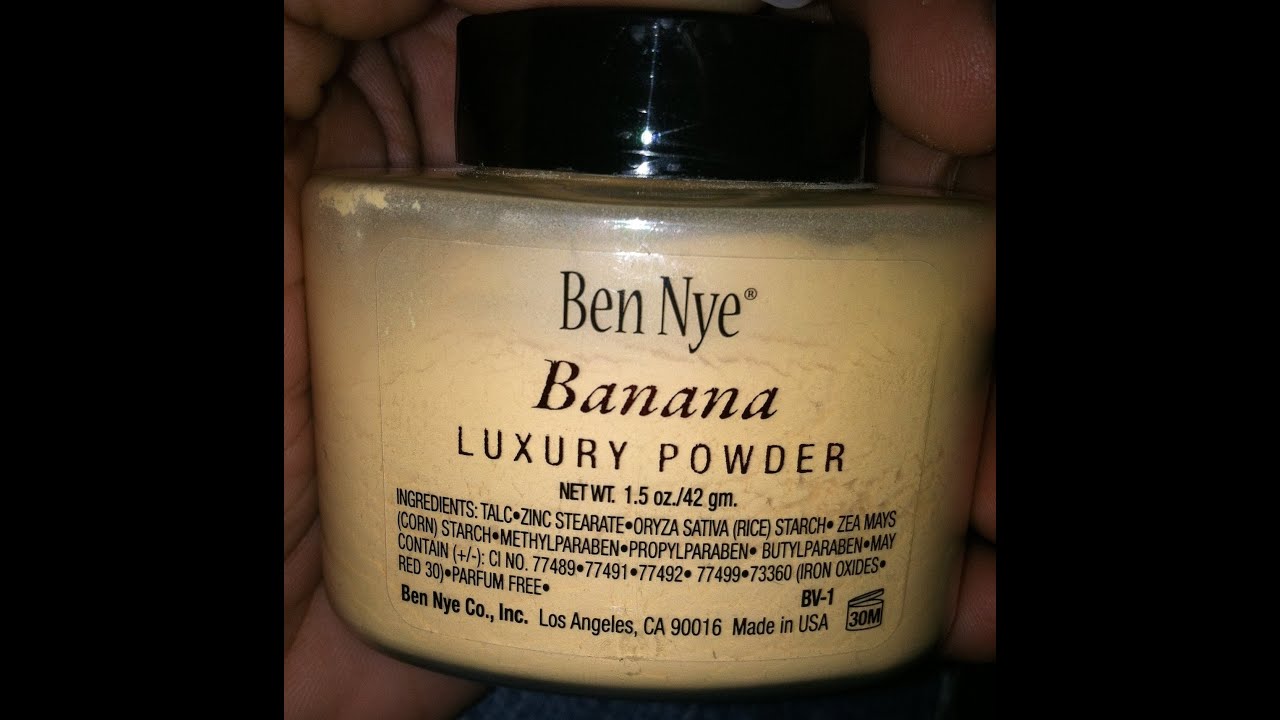 Ben Nye®
Banana
LUXURY POWDER
NET WT. 1.5 oz./42 gm.
INGREDIENTS: TALC•ZINC STEARATE•ORYZA SATIVA (RICE) STARCH• ZEA MAYS
(CORN) STARCH•METHYLPARABEN•PROPYLPARABEN• BUTYLPARABEN•MAY
CONTAIN (+/-): CI NO. 77489•77491•77492• 77499•73360 (IRON OXIDES•
RED 30)•PARFUM FREE•
BV-1
Ben Nye Co., Inc. Los Angeles, CA 90016 Made in USA
30M